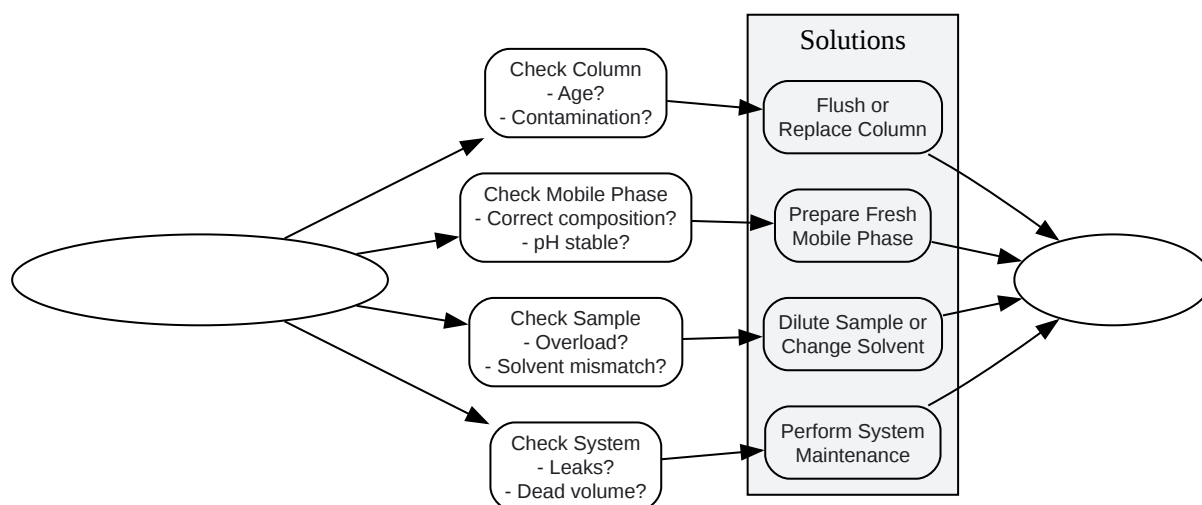 Solutions
Check Column
- Age?
- Contamination?
Flush or
Replace Column
Check Mobile Phase
- Correct composition?
- pH stable?
Prepare Fresh
Mobile Phase
Check Sample
- Overload?
- Solvent mismatch?
Dilute Sample or
Change Solvent
Check System
- Leaks?
- Dead volume?
Perform System
Maintenance